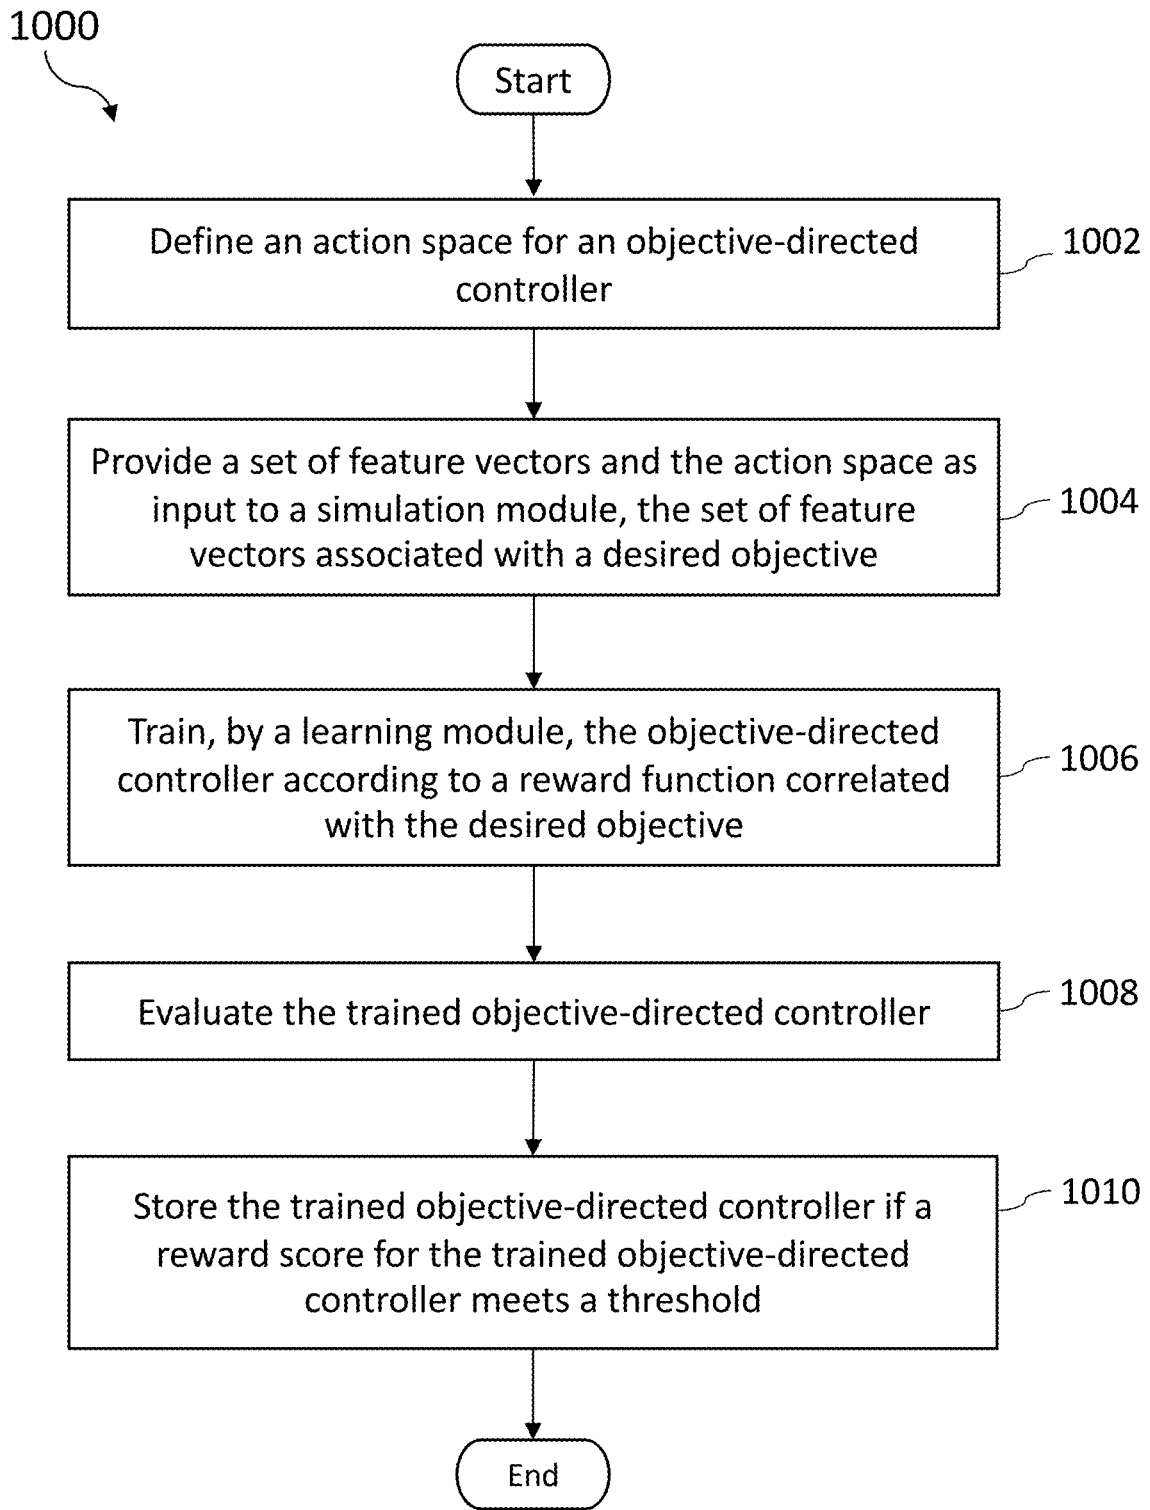 1000
Start
Define an action space for an objective-directed
controller
1002
Provide a set of feature vectors and the action space as
input to a simulation module, the set of feature
vectors associated with a desired objective
1004
Train, by a learning module, the objective-directed
controller according to a reward function correlated
with the desired objective
1006
Evaluate the trained objective-directed controller
1008
Store the trained objective-directed controller if a
reward score for the trained objective-directed
controller meets a threshold
1010
End